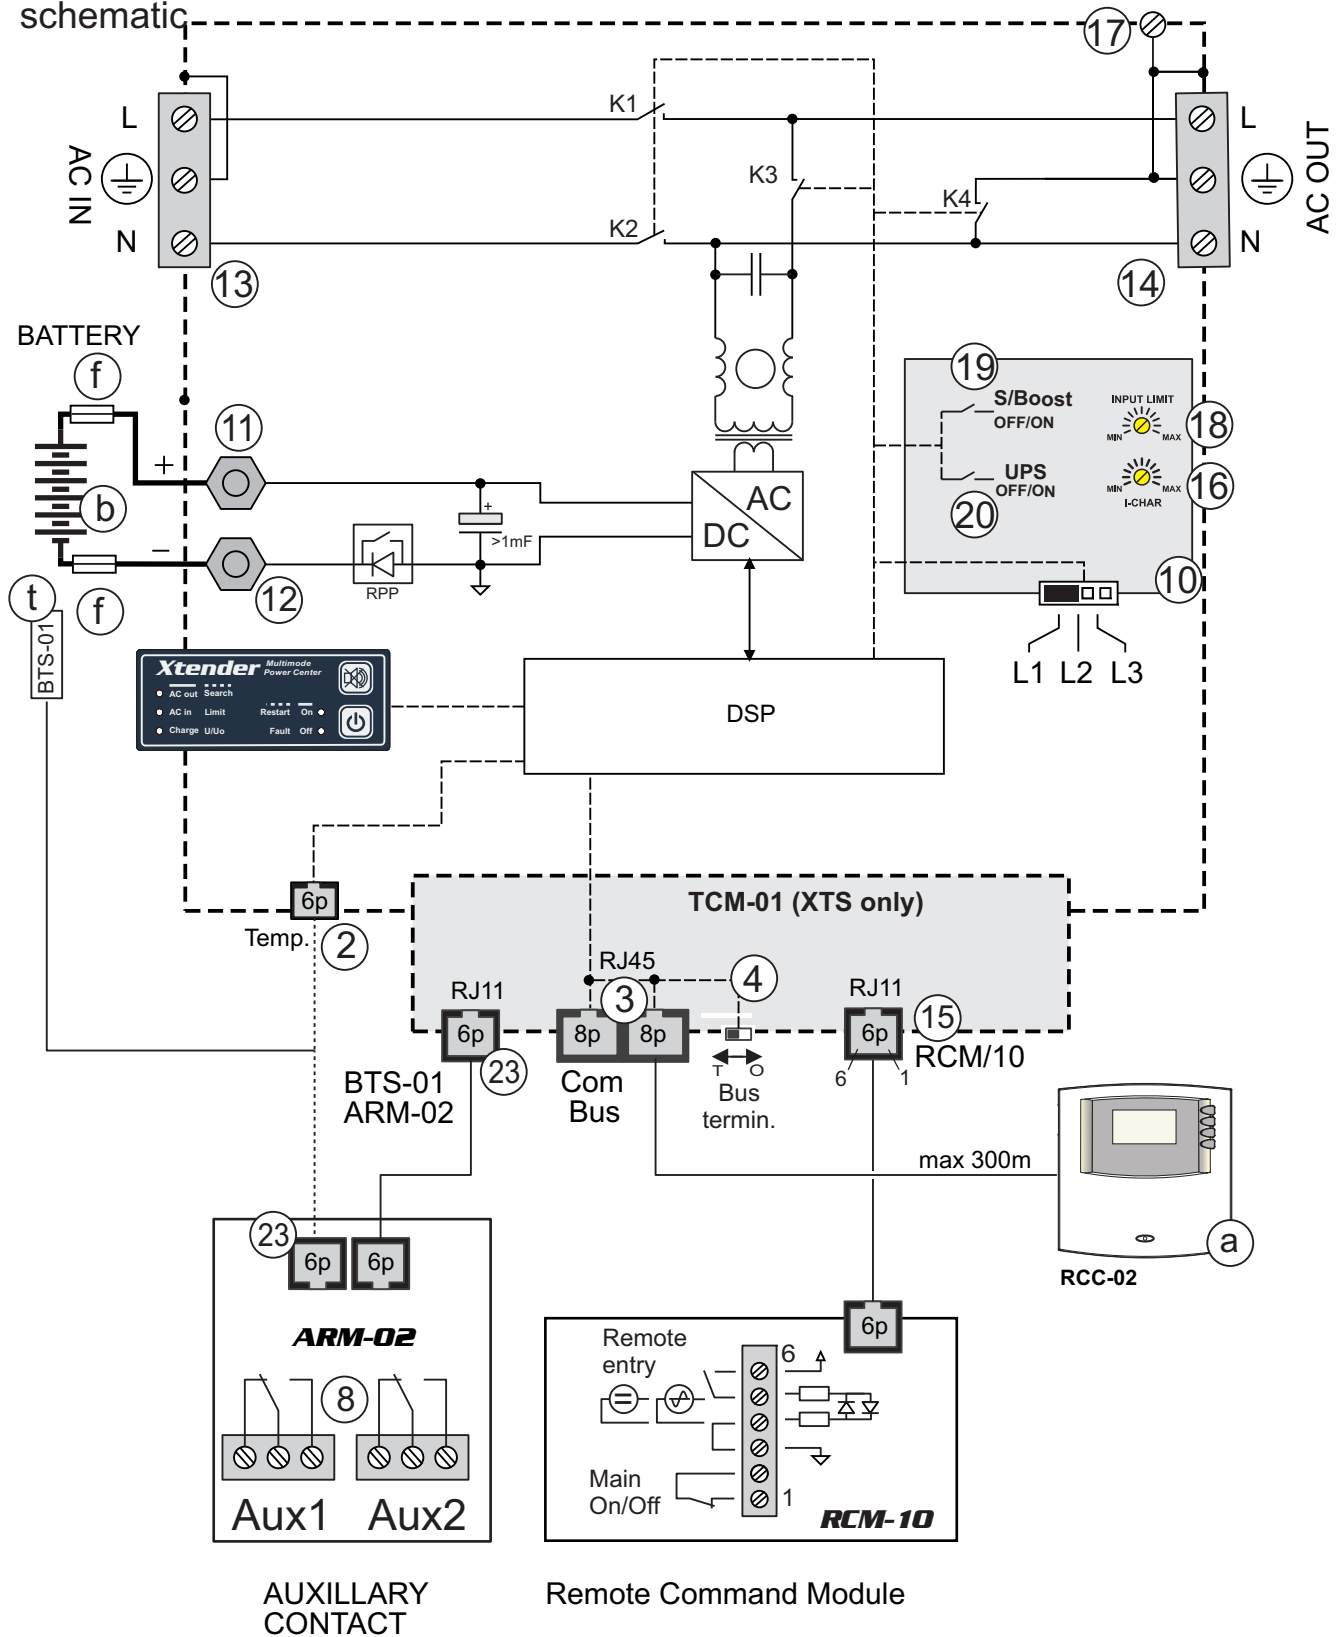 schematic
17
L
K1
L
AC IN
K3
K4
AC OUT
N
K2
N
13
14
BATTERY
f
19
S/Boost
OFF/ON
INPUT LIMIT
MIN
MAX
18
11
+
UPS
OFF/ON
MIN
MAX
I-CHAR
16
b
20
AC
DC
+
>1mF
−
RPP
12
10
t
f
BTS-01
L1 L2 L3
Xtender Multimode
Power Center
AC out Search
AC in Limit Restart On
Charge U/Uo Fault Off
DSP
6p
Temp.
2
TCM-01 (XTS only)
RJ45
4
RJ11
3
RJ11
15
6p
8p
8p
6p
23
RCM/10
6
1
T
O
BTS-01
ARM-02
Com
Bus
Bus
termin.
max 300m
a
RCC-02
23
6p
6p
ARM-02
8
Aux1
Aux2
6p
Remote
entry
6
Main
On/Off
1
RCM-10
AUXILLARY
CONTACT
Remote Command Module